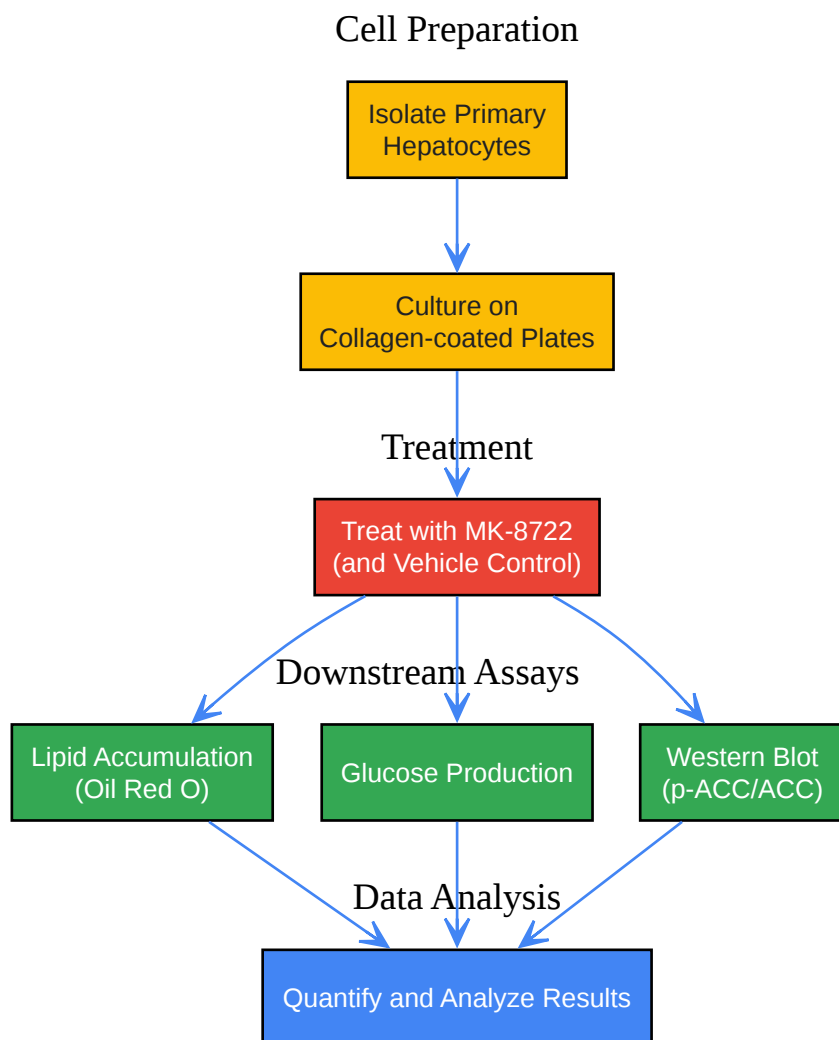 Cell Preparation
Isolate Primary
Hepatocytes
Culture on
Collagen-coated Plates
Treatment
Treat with MK-8722
(and Vehicle Control)
Downstream Assays
Lipid Accumulation
(Oil Red O)
Glucose Production
Western Blot
(p-ACC/ACC)
Data Analysis
Quantify and Analyze Results